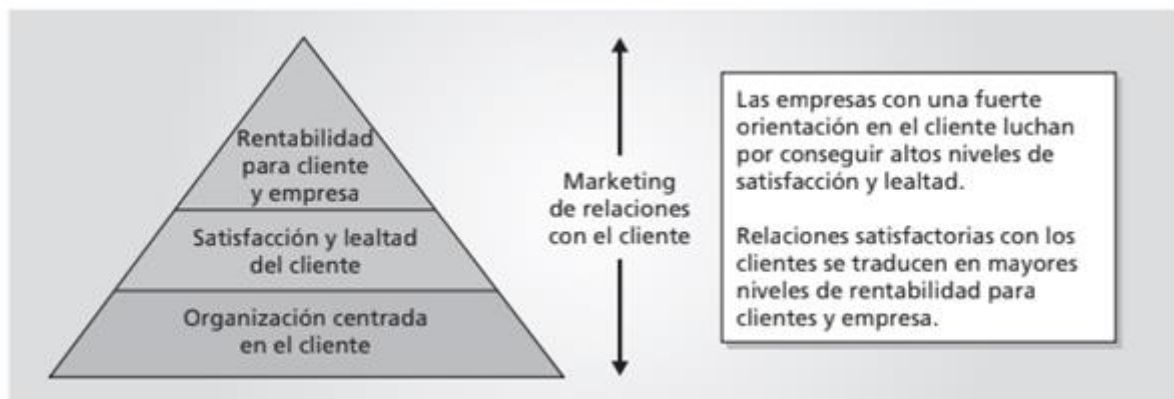 Rentabilidad
para cliente
y empresa
Satisfacción y lealtad
del cliente
Organización centrada
en el cliente
Marketing
de relaciones
con el cliente
Las empresas con una fuerte
orientación en el cliente luchan
por conseguir altos niveles de
satisfacción y lealtad.
Relaciones satisfactorias con los
clientes se traducen en mayores
niveles de rentabilidad para
clientes y empresa.